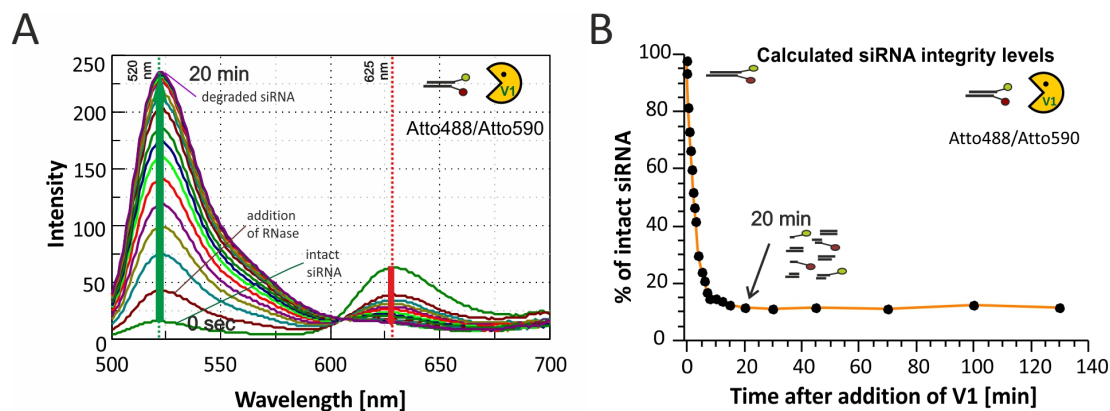 A
250
200
150
100
50
0
Intensity
500
550
600
650
700
Wavelength [nm]
520
nm
625
nm
20 min
degraded siRNA
V1
Atto488/Atto590
addition
of RNase
intact
siRNA
0 sec
B
100
80
60
40
20
0
% of intact siRNA
0
20
40
60
80
100
120
140
Time after addition of V1 [min]
Calculated siRNA integrity levels
V1
Atto488/Atto590
20 min